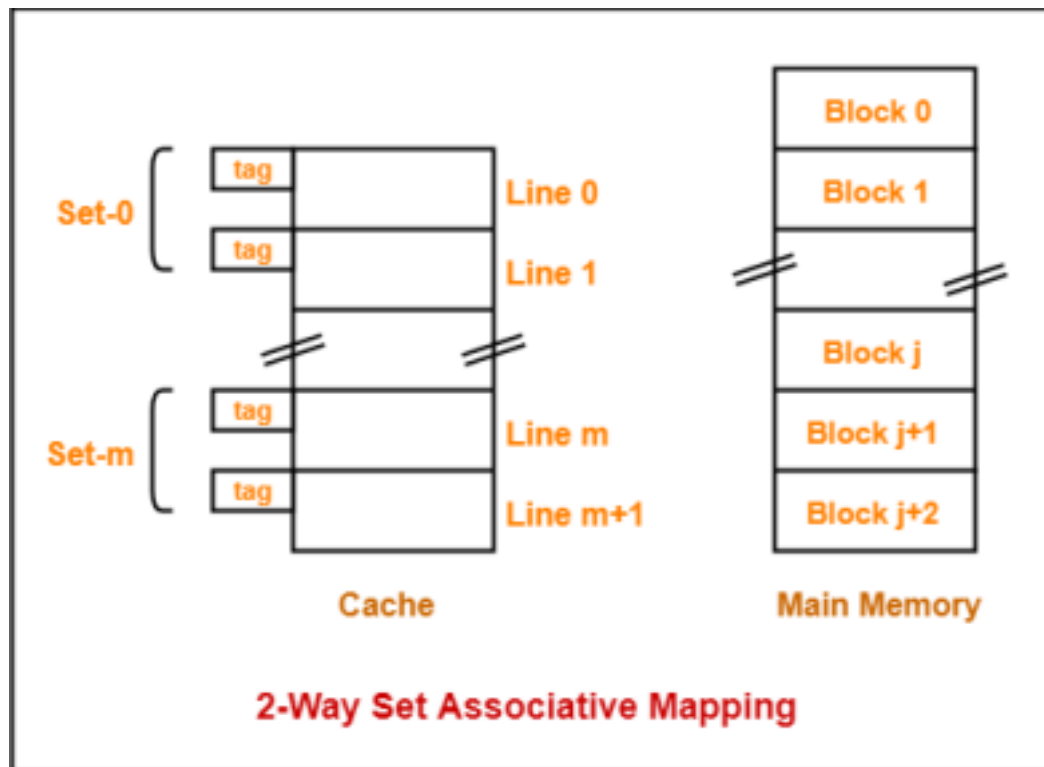 Set-0
tag
Line 0
tag
Line 1
Set-m
tag
Line m
tag
Line m+1
Cache
Block 0
Block 1
Block j
Block j+1
Block j+2
Main Memory
2-Way Set Associative Mapping